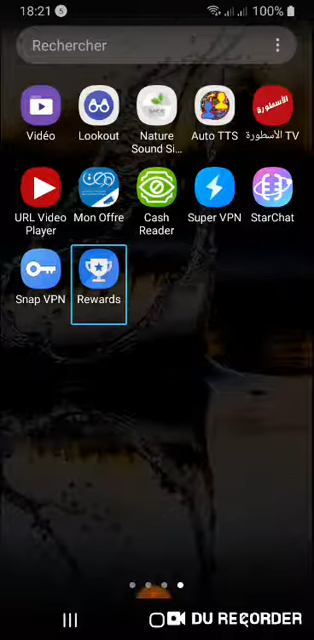 18:21 5 100%
Rechercher
Vidéo
Lookout
Nature
Sound Si...
Auto TTS
الأسطورة
الأسطورة TV
URL Video
Player
Mon Offre
Cash
Reader
Super VPN
StarChat
Snap VPN
Rewards
DU RECORDER